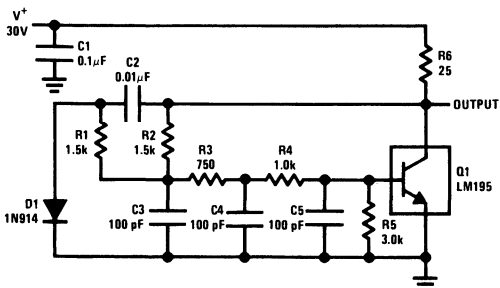 V+
30V
C1
0.1μF
C2
0.01μF
R6
25
OUTPUT
R1
1.5k
R2
1.5k
R3
750
R4
1.0k
Q1
LM195
D1
1N914
C3
100 pF
C4
100 pF
C5
100 pF
R5
3.0k